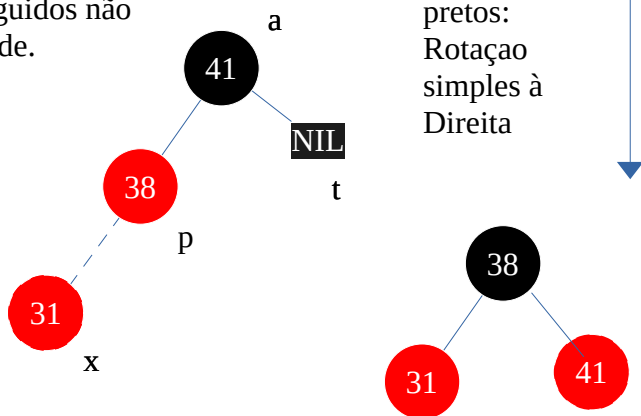 guidos não
de.
a
41
NIL
t
38
p
31
x
pretos:
Rotaçao
simples à
Direita
38
31
41